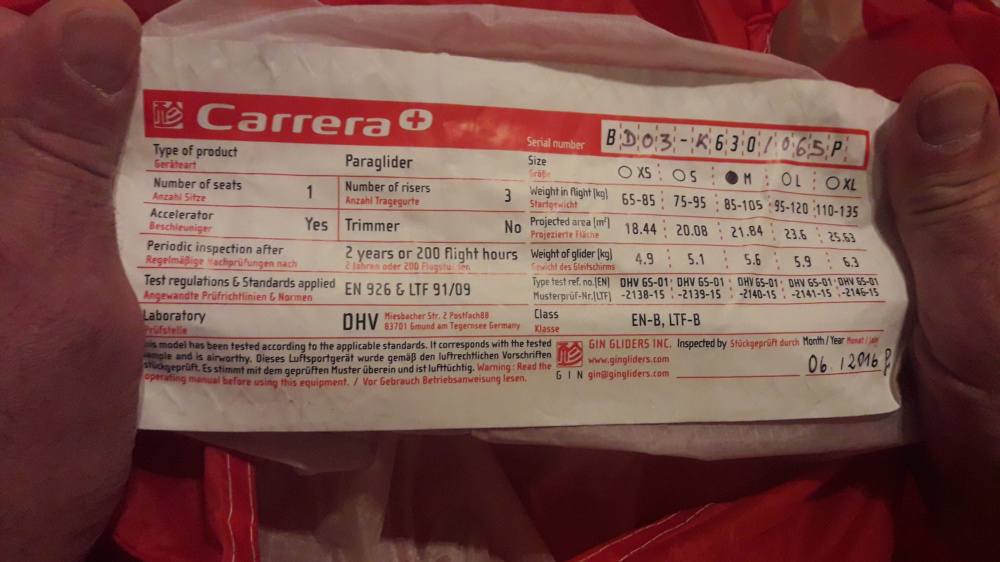 Carrera+
Serial number BD03-K630/065P
Type of product Paraglider
Geräteart
Number of seats 1 Number of risers 3
Anzahl Sitze Anzahl Tragegurte
Accelerator Yes Trimmer No
Beschleuniger
Periodic inspection after 2 years or 200 flight hours
Regelmäßige Nachprüfungen nach 2 Jahren oder 200 Flugstunden
Test regulations & Standards applied EN 926 & LTF 91/09
Angewandte Prüfrichtlinien & Normen
Laboratory DHV Miesbacher Str. 2 Postfach88
Prüfstelle 83701 Gmund am Tegernsee Germany
Size XS S M L XL
Größe
Weight in flight (kg) 65-85 75-95 85-105 95-120 110-135
Startgewicht
Projected area (m²) 18.44 20.08 21.84 23.6 25.53
Projezierte Fläche
Weight of glider (kg) 4.9 5.1 5.6 5.9 6.3
Gewicht des Gleitschirms
Type test ref. no.(EN) DHV GS-01 DHV GS-01 DHV GS-01 DHV GS-01 DHV GS-01
Musterprüf-Nr.(LTF) -2138-15 -2139-15 -2140-15 -2141-15 -2146-15
Class EN-B, LTF-B
Klasse
This model has been tested according to the applicable standards. It corresponds with the tested
sample and is airworthy. Dieses Luftsportgerät wurde gemäß den luftrechtlichen Vorschriften
stückgeprüft. Es stimmt mit dem geprüften Muster überein und ist lufttüchtig. Warning: Read the
operating manual before using this equipment. / Vor Gebrauch Betriebsanweisung lesen.
GIN
GIN GLIDERS INC.
www.gingliders.com
gin@gingliders.com
Inspected by Stückgeprüft durch Month / Year Monat / Jahr
06. / 2016